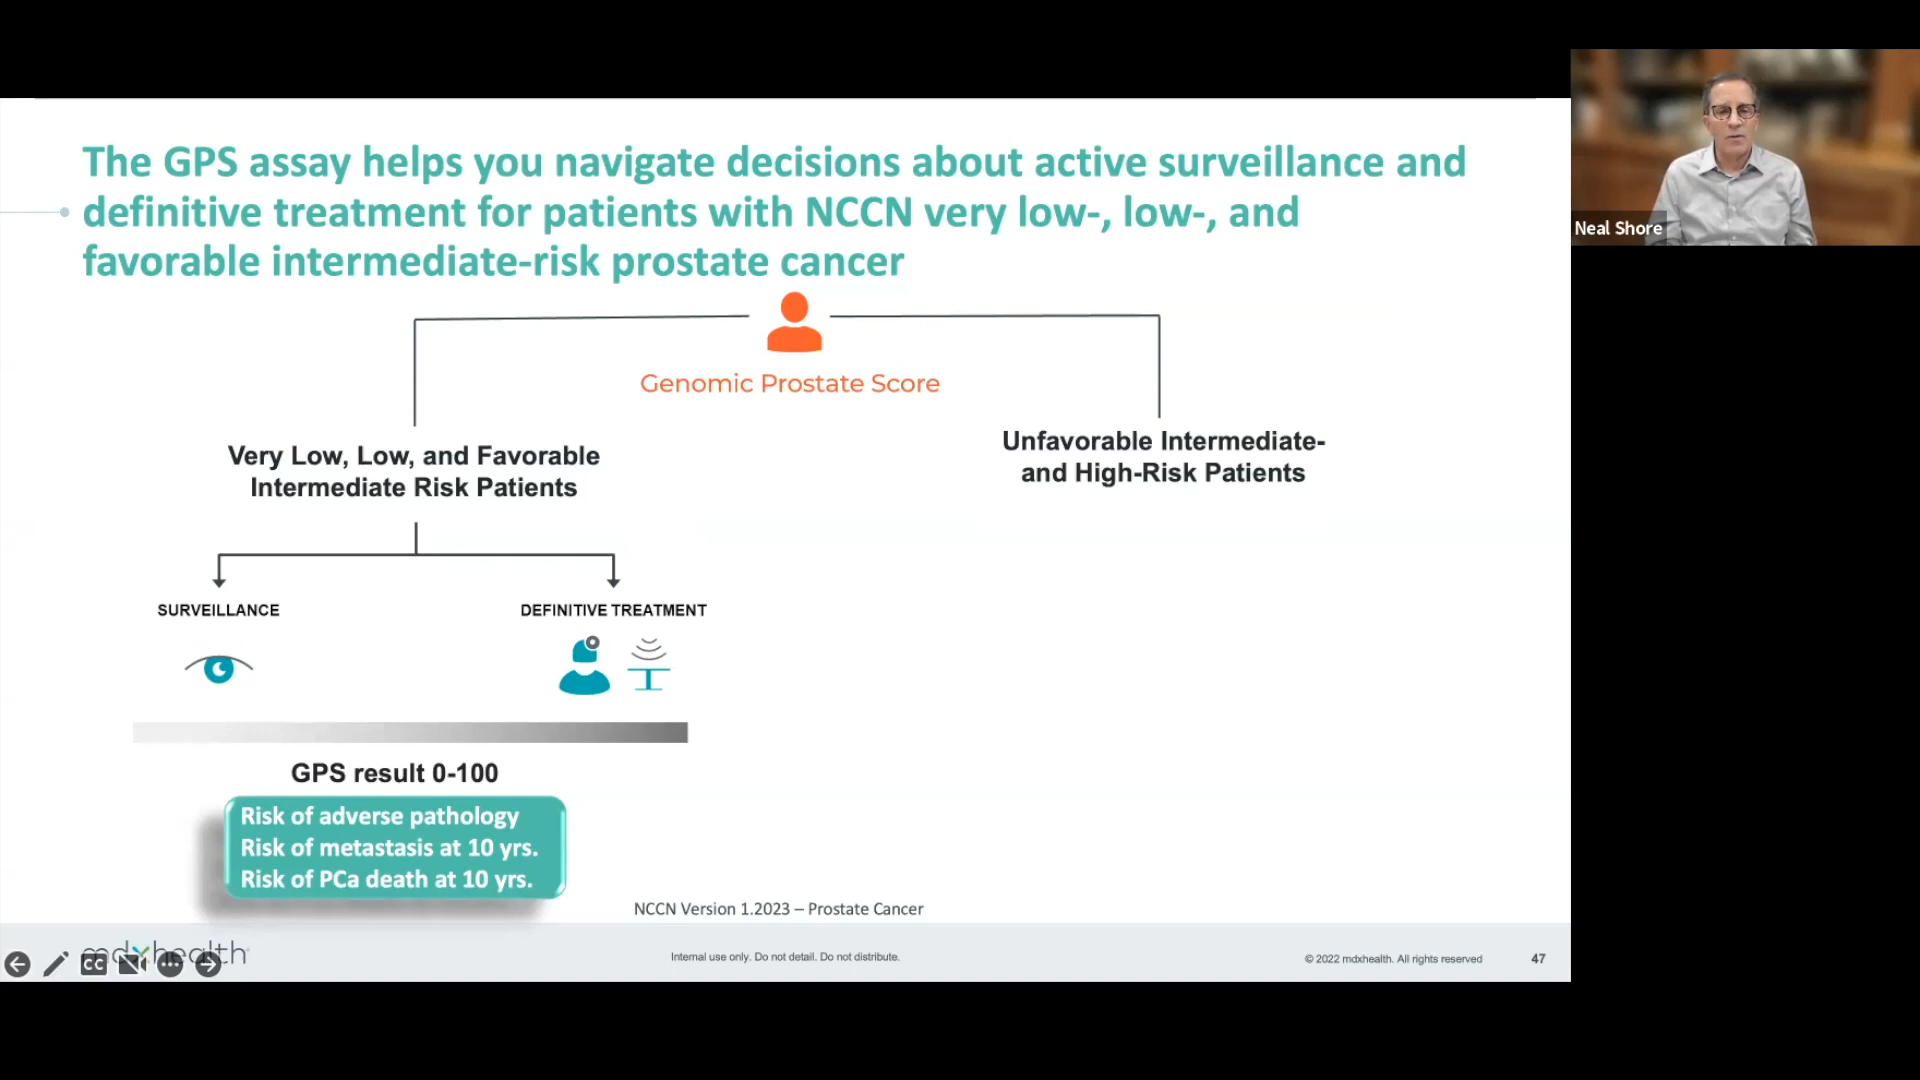 The GPS assay helps you navigate decisions about active surveillance and
definitive treatment for patients with NCCN very low-, low-, and
favorable intermediate-risk prostate cancer
Neal Shore
Genomic Prostate Score
Very Low, Low, and Favorable
Intermediate Risk Patients
Unfavorable Intermediate-
and High-Risk Patients
SURVEILLANCE
DEFINITIVE TREATMENT
GPS result 0-100
Risk of adverse pathology
Risk of metastasis at 10 yrs.
Risk of PCa death at 10 yrs.
NCCN Version 1.2023 – Prostate Cancer
mdxhealth
CC
Internal use only. Do not detail. Do not distribute.
© 2022 mdxhealth. All rights reserved
47